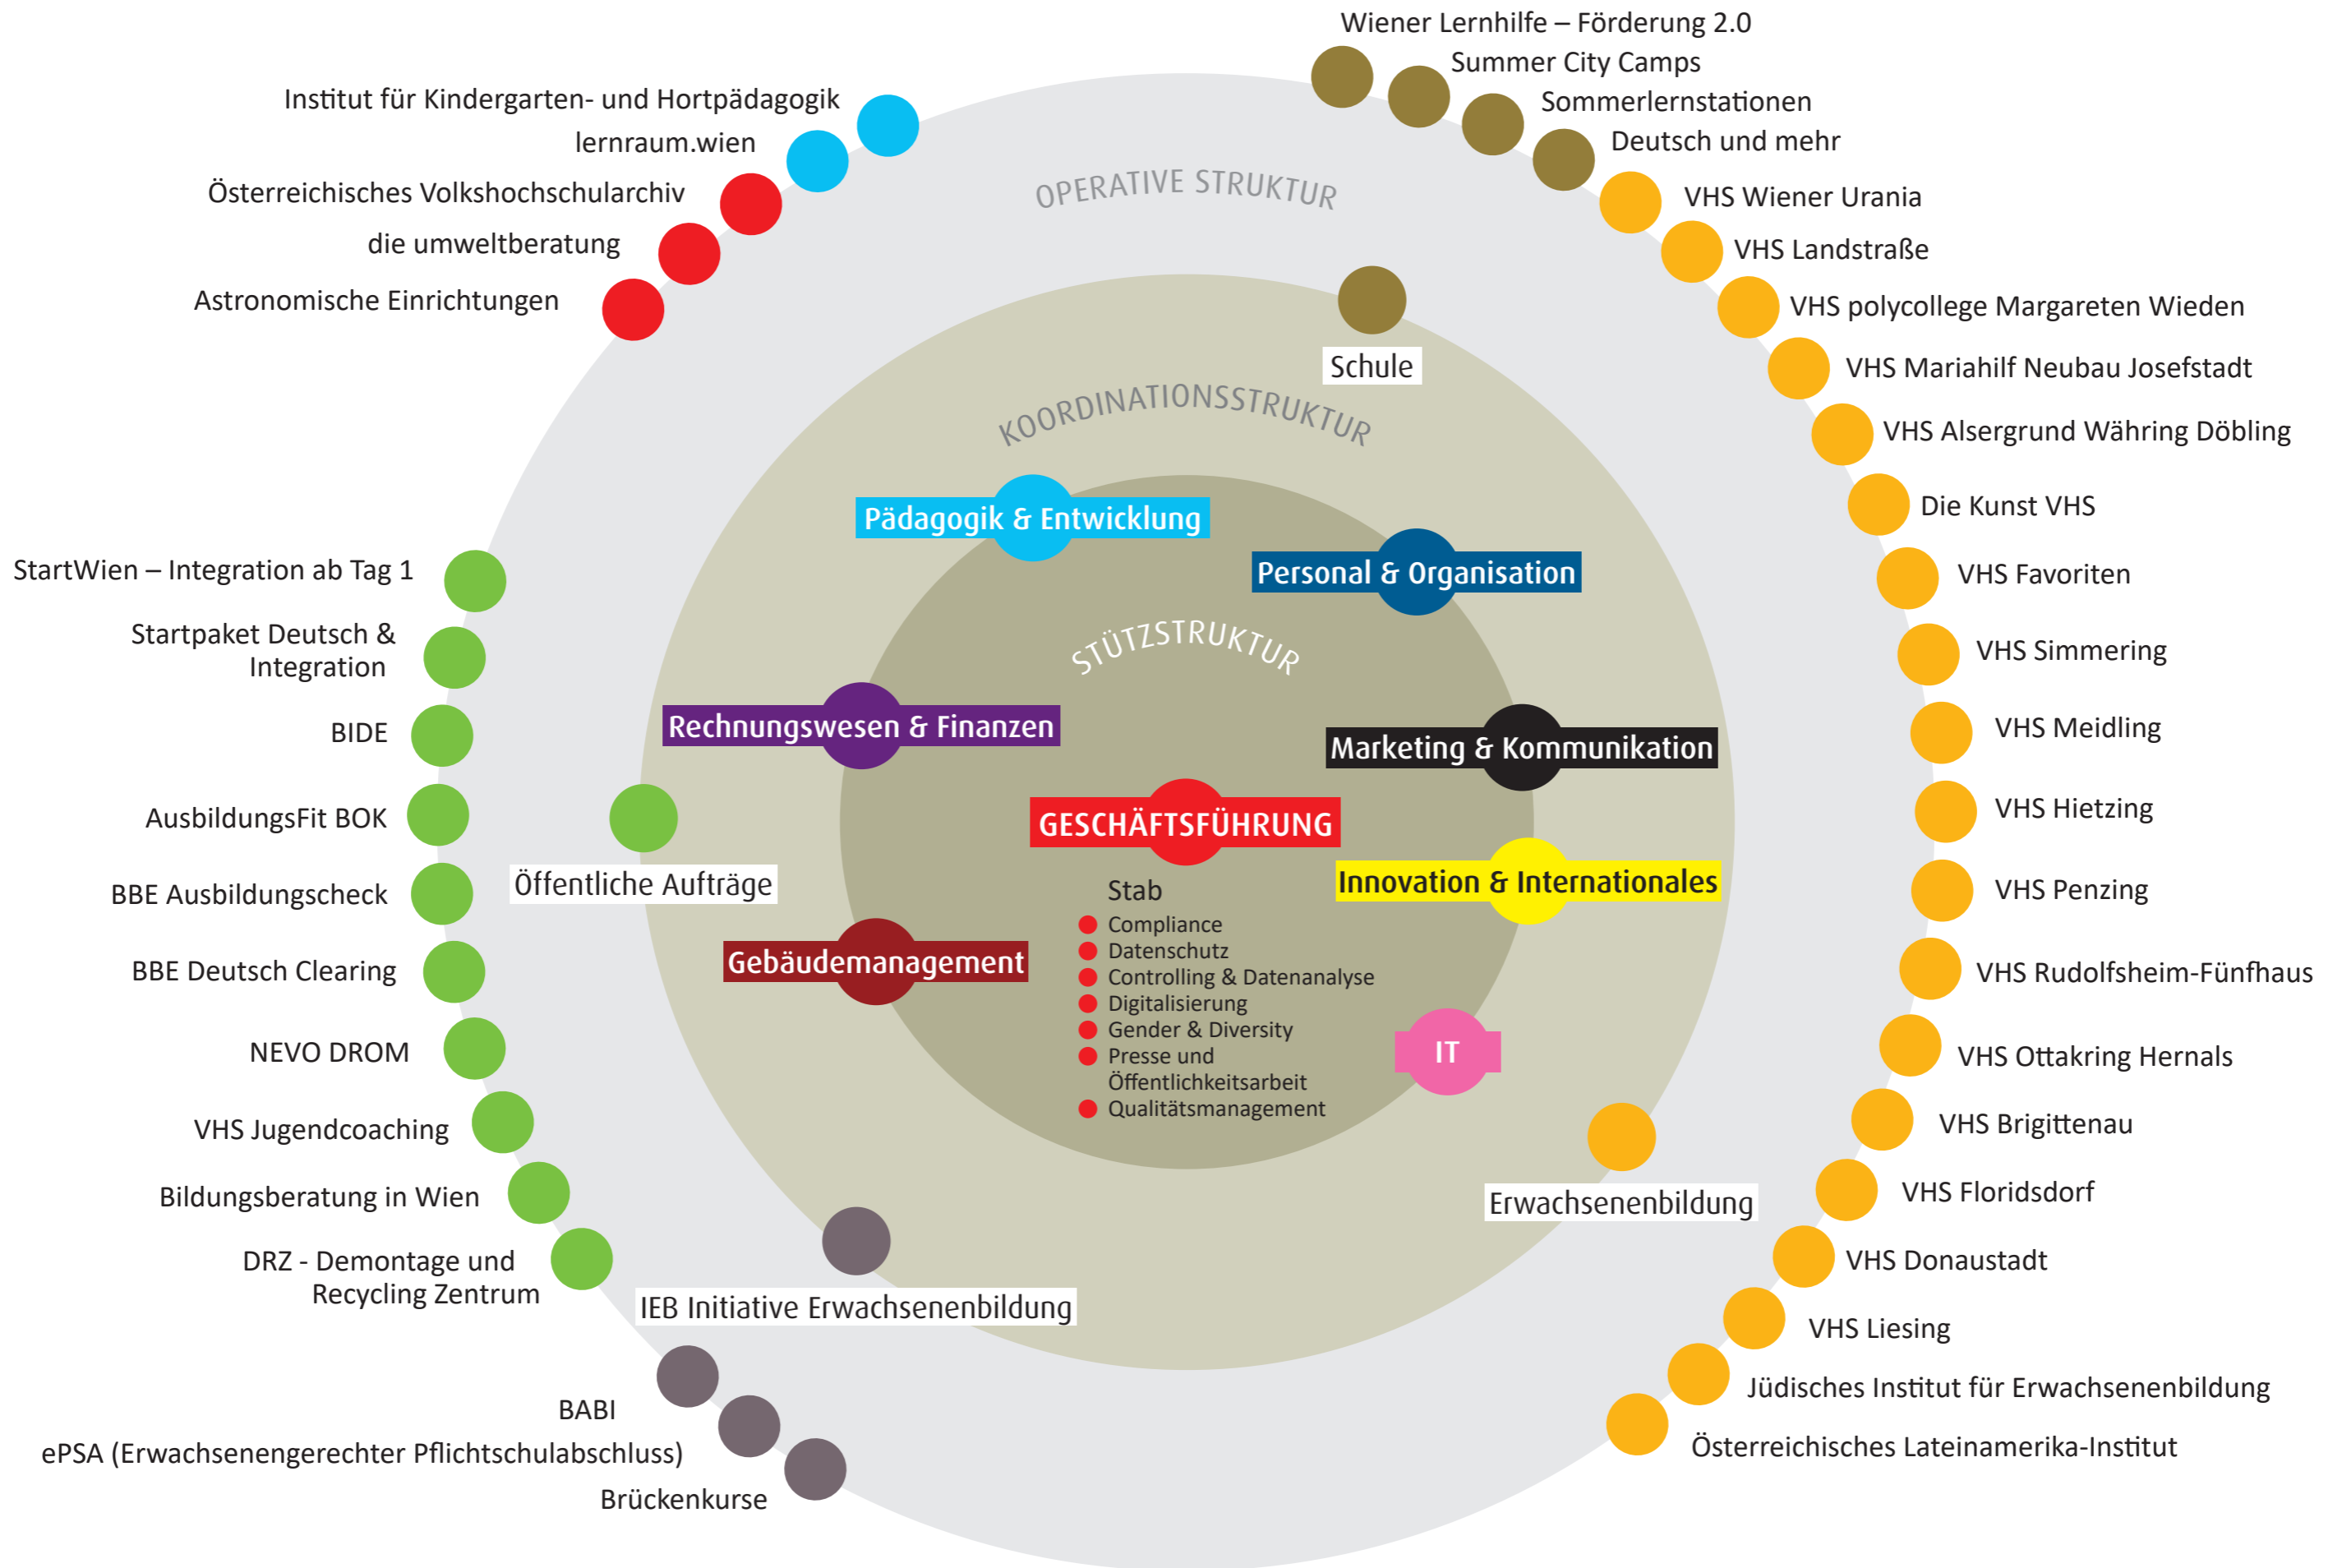 Wiener Lernhilfe – Förderung 2.0
Summer City Camps
Sommerlernstationen
Deutsch und mehr
Institut für Kindergarten- und Hortpädagogik
lernraum.wien
Österreichisches Volkshochschularchiv
die umweltberatung
Astronomische Einrichtungen
StartWien – Integration ab Tag 1
Startpaket Deutsch &
Integration
BIDE
AusbildungsFit BOK
BBE Ausbildungscheck
BBE Deutsch Clearing
NEVO DROM
VHS Jugendcoaching
Bildungsberatung in Wien
DRZ - Demontage und
Recycling Zentrum
BABI
ePSA (Erwachsenengerechter Pflichtschulabschluss)
Brückenkurse
OPERATIVE STRUKTUR
Schule
KOORDINATIONSSTRUKTUR
Pädagogik & Entwicklung
Personal & Organisation
STÜTZSTRUKTUR
Rechnungswesen & Finanzen
Marketing & Kommunikation
GESCHÄFTSFÜHRUNG
Öffentliche Aufträge
Innovation & Internationales
Gebäudemanagement
Stab
Compliance
Datenschutz
Controlling & Datenanalyse
Digitalisierung
Gender & Diversity
Presse und
Öffentlichkeitsarbeit
Qualitätsmanagement
IT
Erwachsenenbildung
IEB Initiative Erwachsenenbildung
VHS Wiener Urania
VHS Landstraße
VHS polycollege Margareten Wieden
VHS Mariahilf Neubau Josefstadt
VHS Alsergrund Währing Döbling
Die Kunst VHS
VHS Favoriten
VHS Simmering
VHS Meidling
VHS Hietzing
VHS Penzing
VHS Rudolfsheim-Fünfhaus
VHS Ottakring Hernals
VHS Brigittenau
VHS Floridsdorf
VHS Donaustadt
VHS Liesing
Jüdisches Institut für Erwachsenenbildung
Österreichisches Lateinamerika-Institut